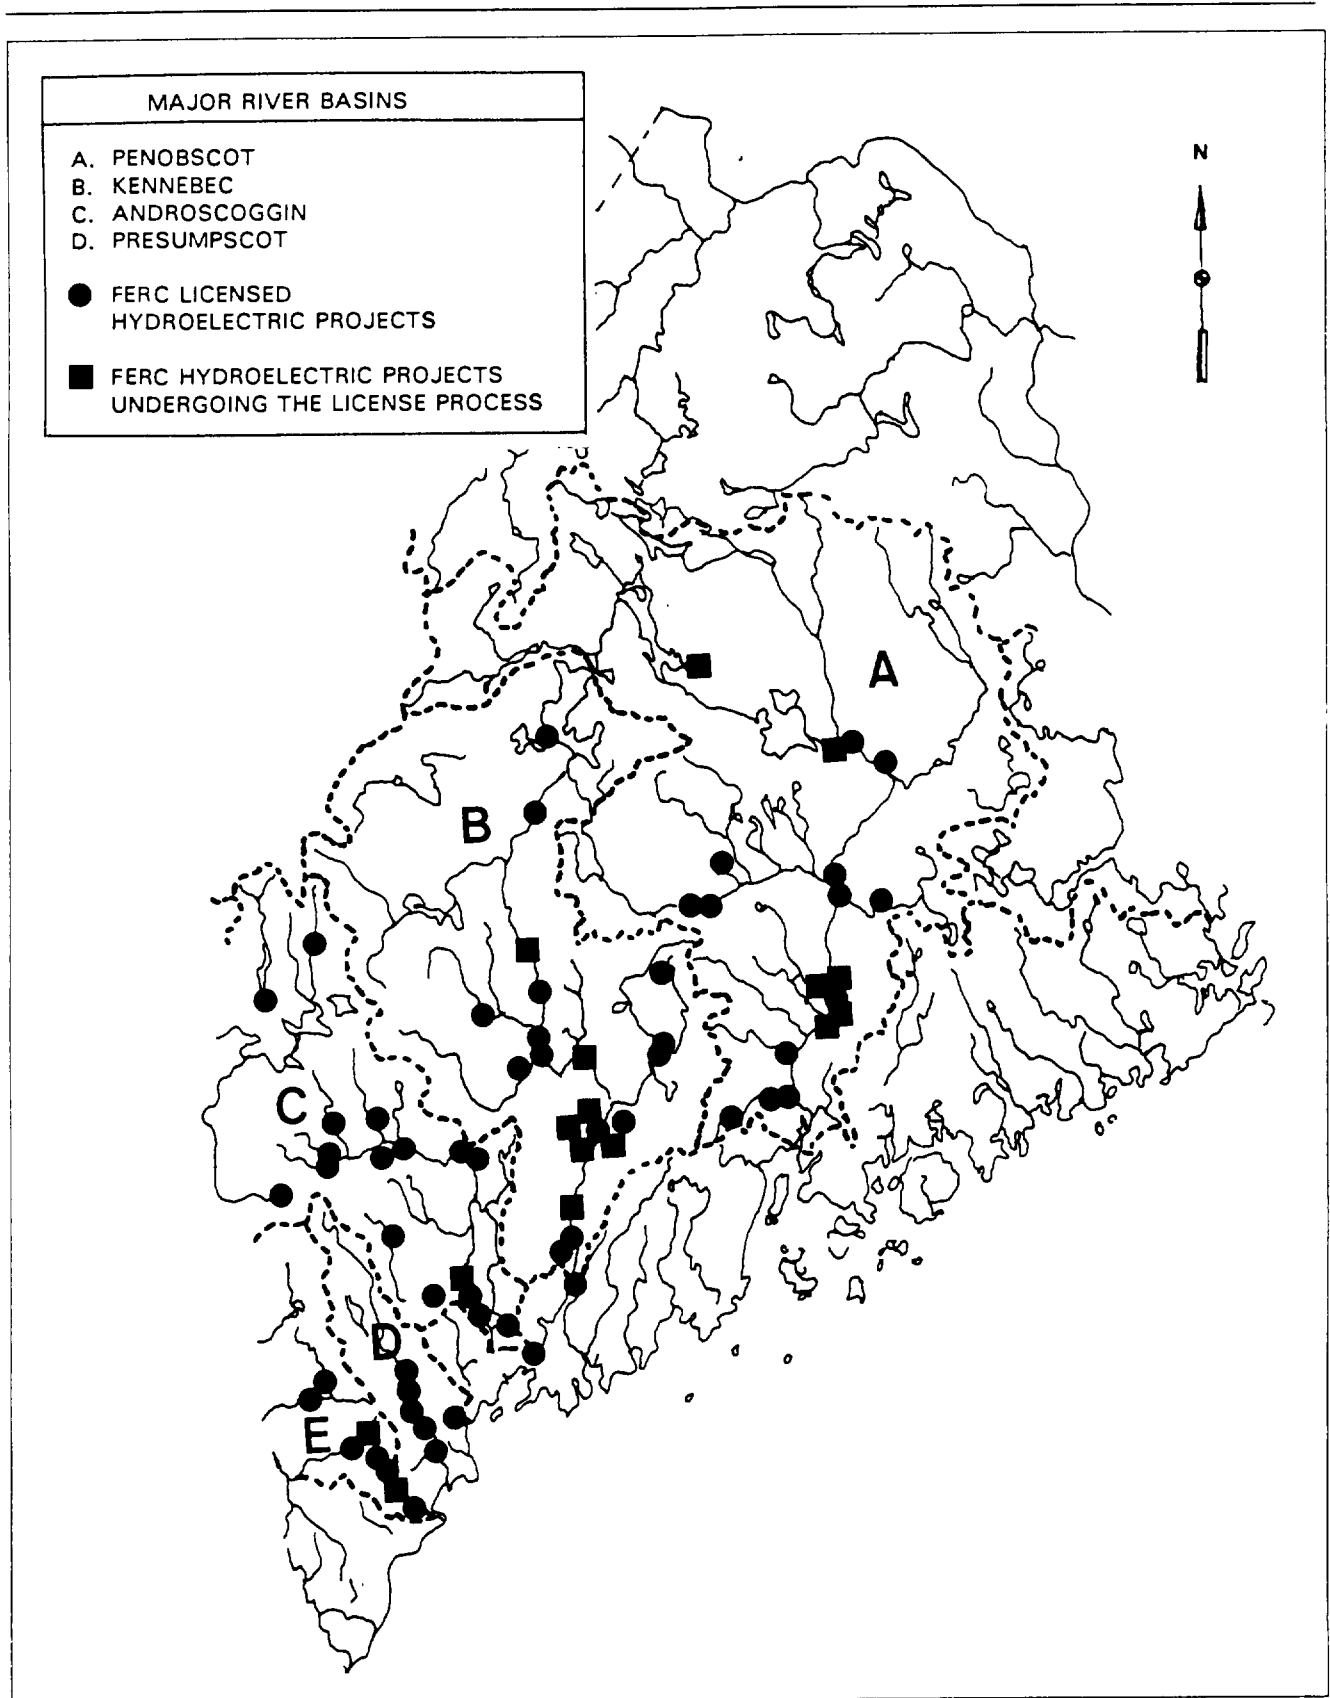 MAJOR RIVER BASINS
A. PENOBSCOT
B. KENNEBEC
C. ANDROSCOGGIN
D. PRESUMPSCOT
FERC LICENSED
HYDROELECTRIC PROJECTS
FERC HYDROELECTRIC PROJECTS
UNDERGOING THE LICENSE PROCESS
N
A
B
C
D
E